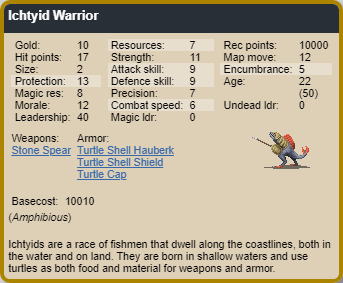 Ichtyid Warrior
Gold: 10 Resources: 7 Rec points: 10000
Hit points: 17 Strength: 11 Map move: 12
Size: 2 Attack skill: 9 Encumbrance: 5
Protection: 13 Defence skill: 9 Age: 22
Magic res: 8 Precision: 7 (50)
Morale: 12 Combat speed: 6 Undead ldr: 0
Leadership: 40 Magic ldr: 0
Weapons: Armor:
Stone Spear Turtle Shell Hauberk
Turtle Shell Shield
Turtle Cap
Basecost: 10010
(Amphibious)
Ichtyids are a race of fishmen that dwell along the coastlines, both in
the water and on land. They are born in shallow waters and use
turtles as both food and material for weapons and armor.